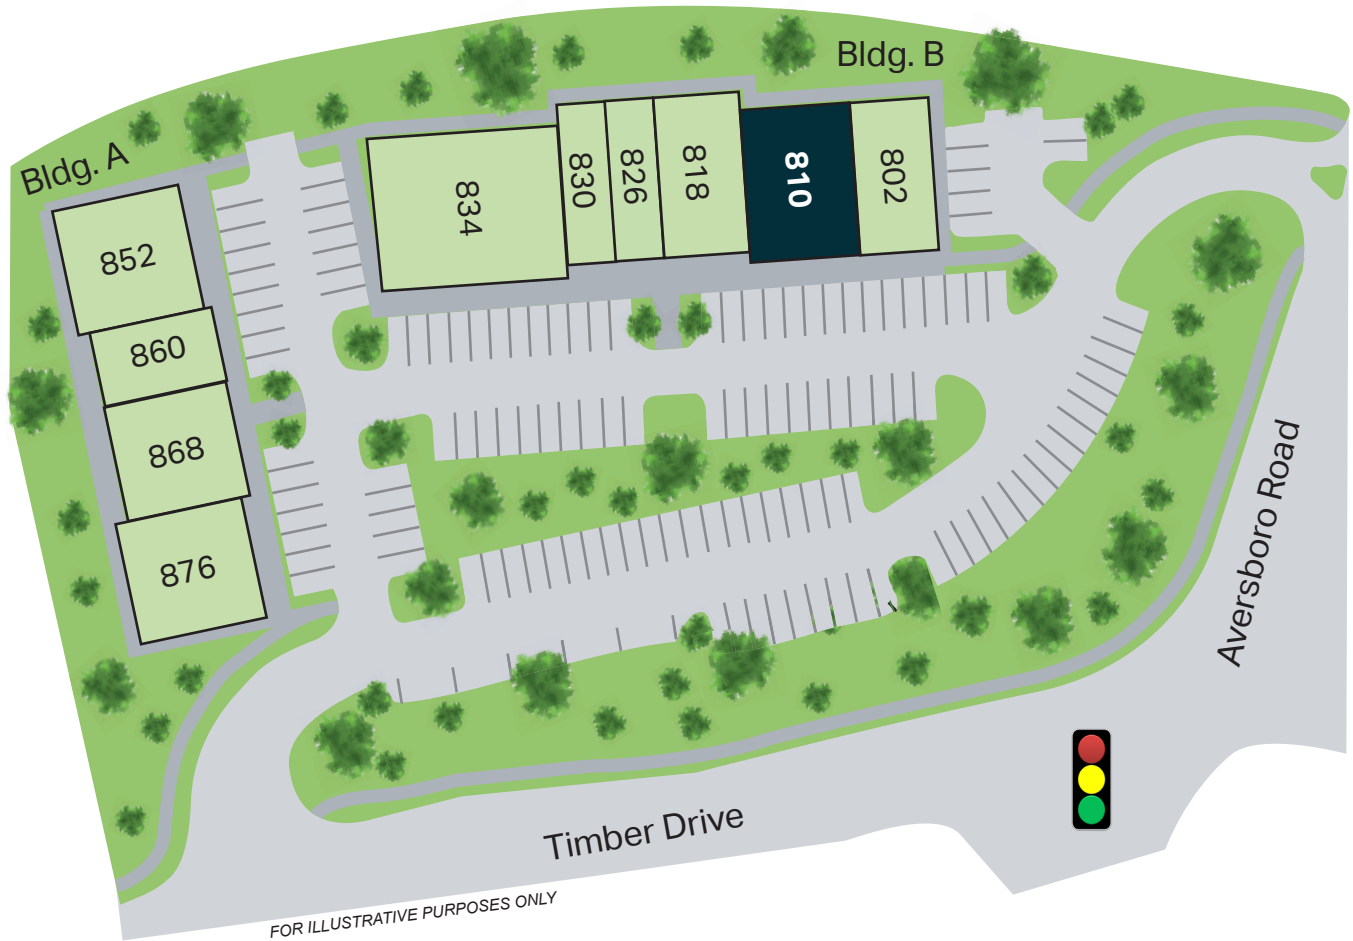 Bldg. B
Bldg. A
834
830
826
818
810
802
852
860
868
876
Aversboro Road
Timber Drive
FOR ILLUSTRATIVE PURPOSES ONLY